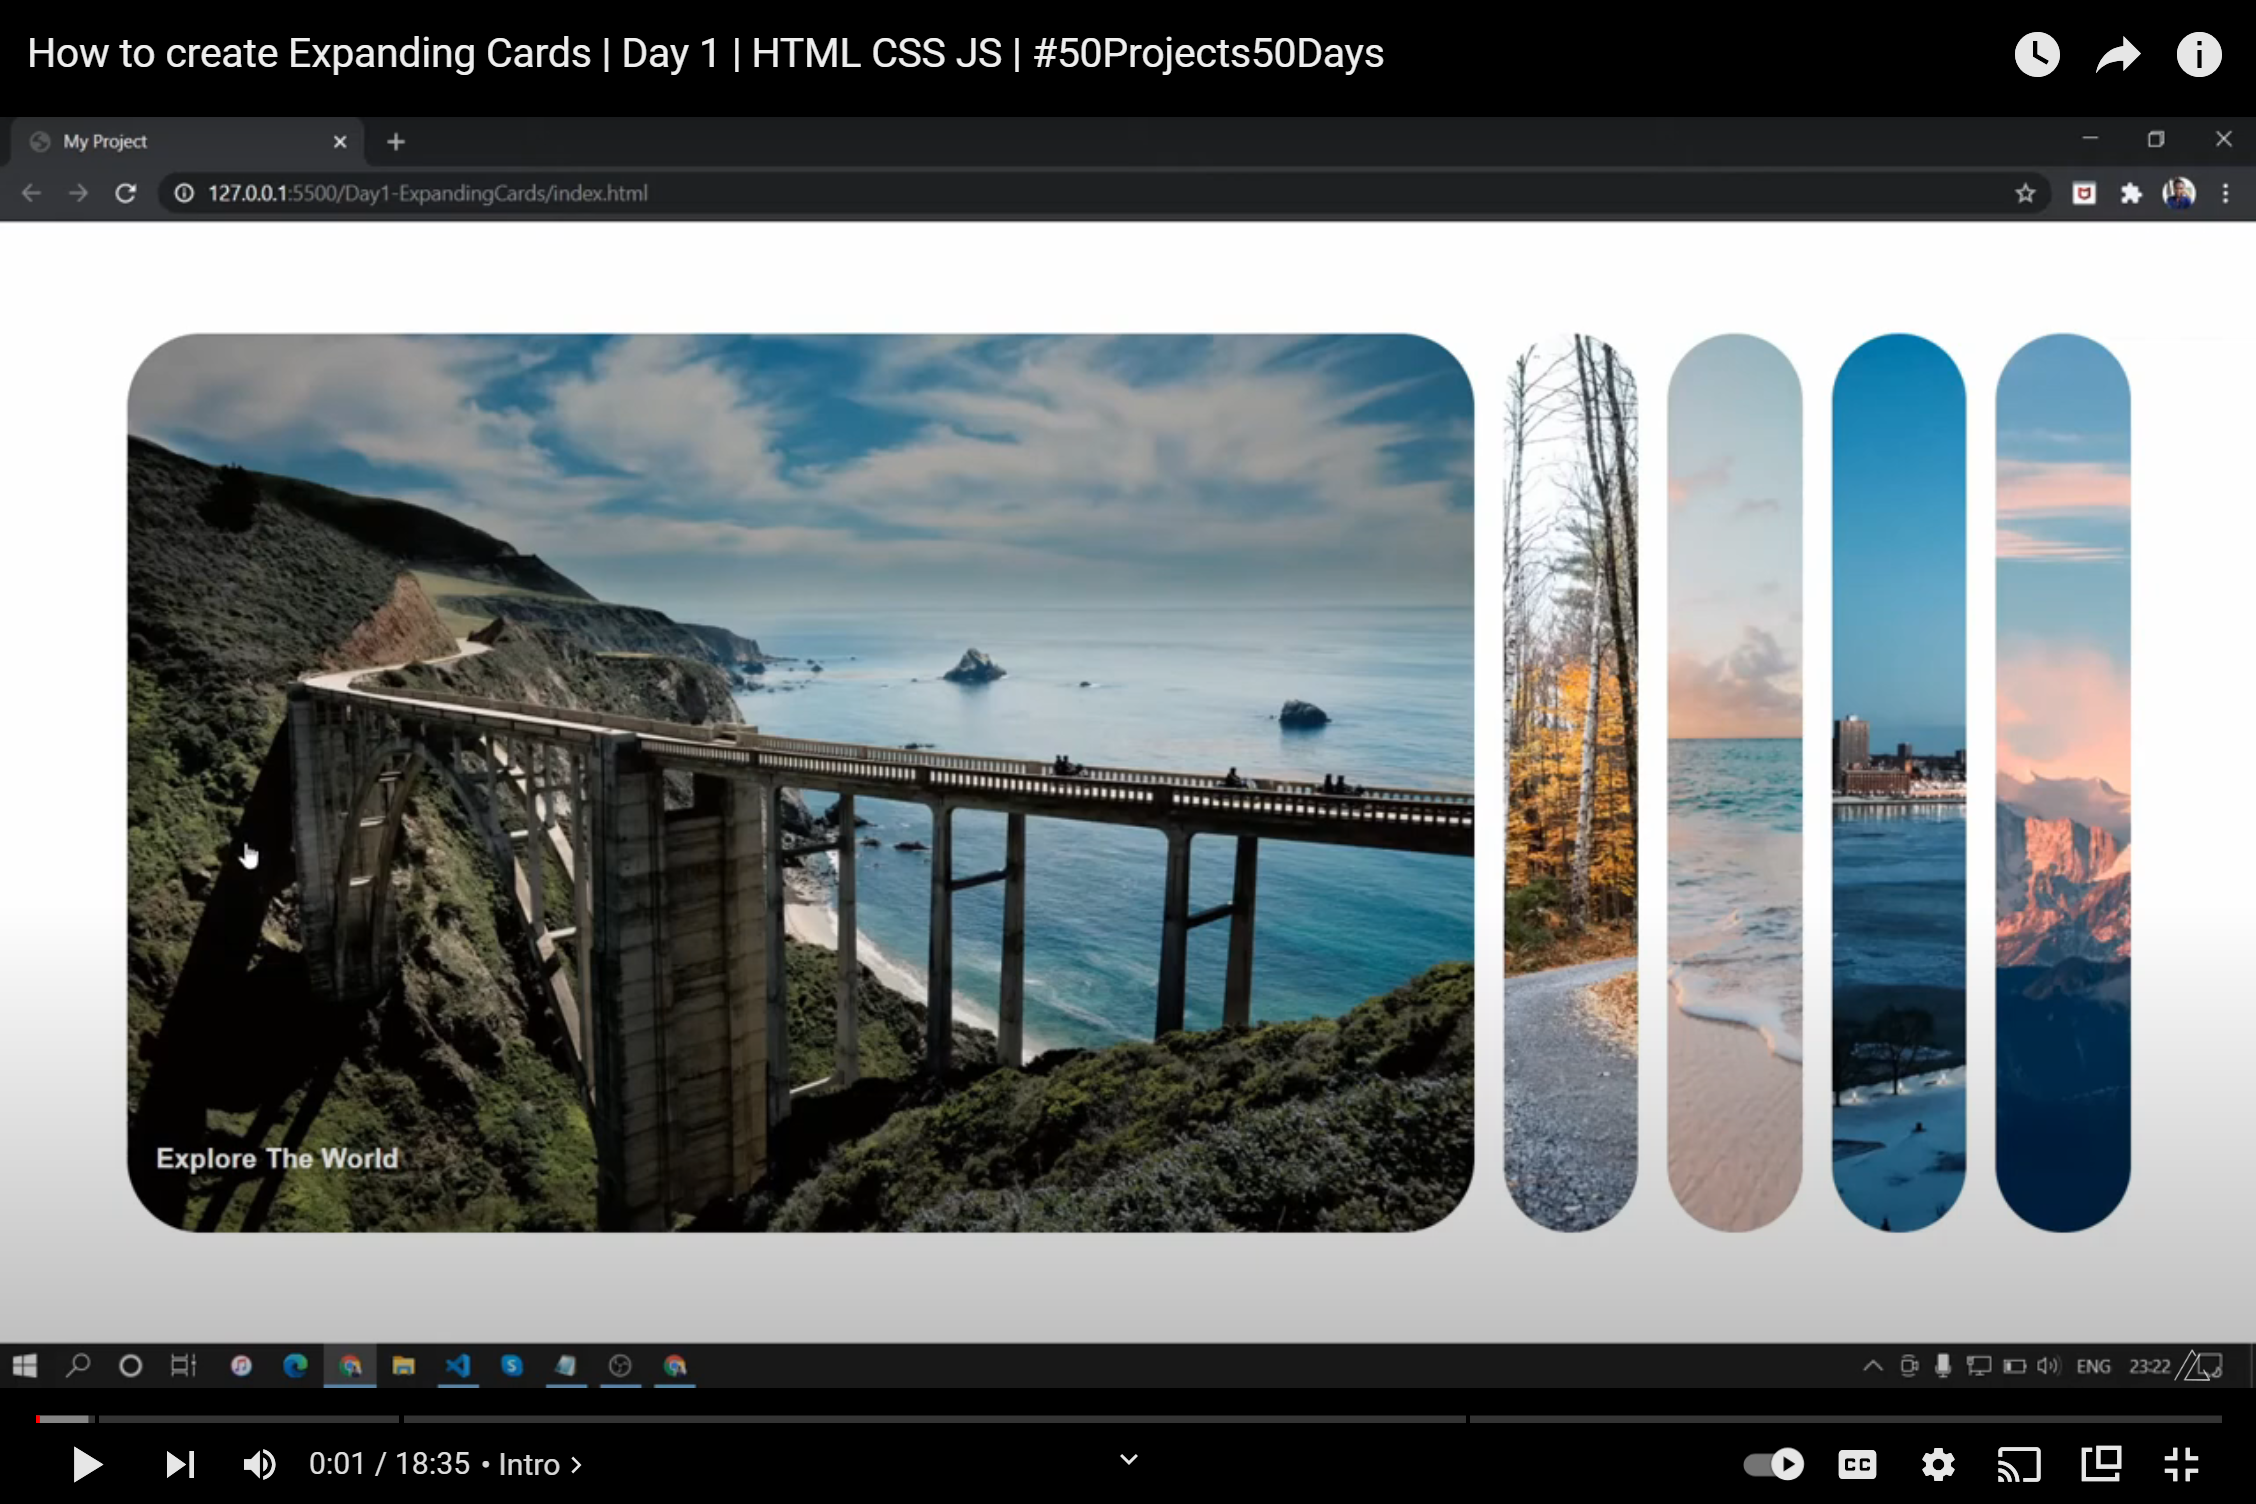 How to create Expanding Cards | Day 1 | HTML CSS JS | #50Projects50Days
My Project
127.0.0.1:5500/Day1-ExpandingCards/index.html
Explore The World
ENG 23:22
0:01 / 18:35 • Intro
CC